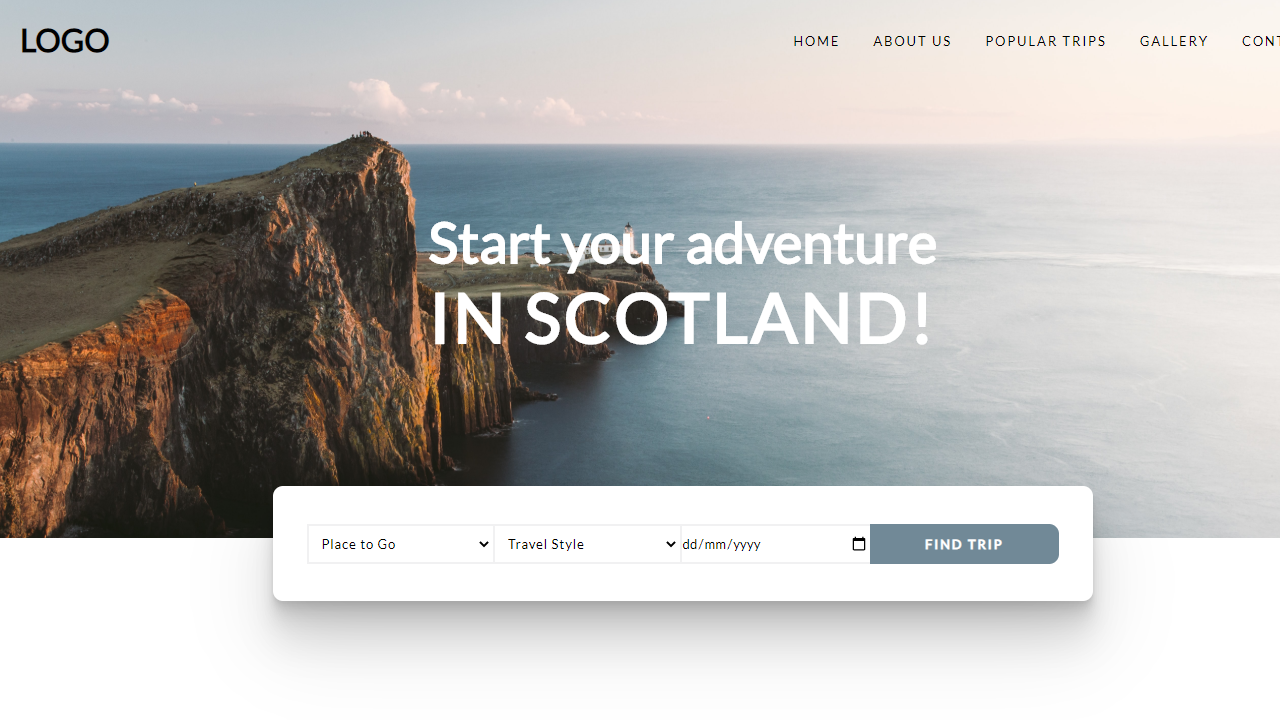 LOGO
HOME ABOUT US POPULAR TRIPS GALLERY CONT
Start your adventure
IN SCOTLAND!
Place to Go Travel Style dd/mm/yyyy FIND TRIP